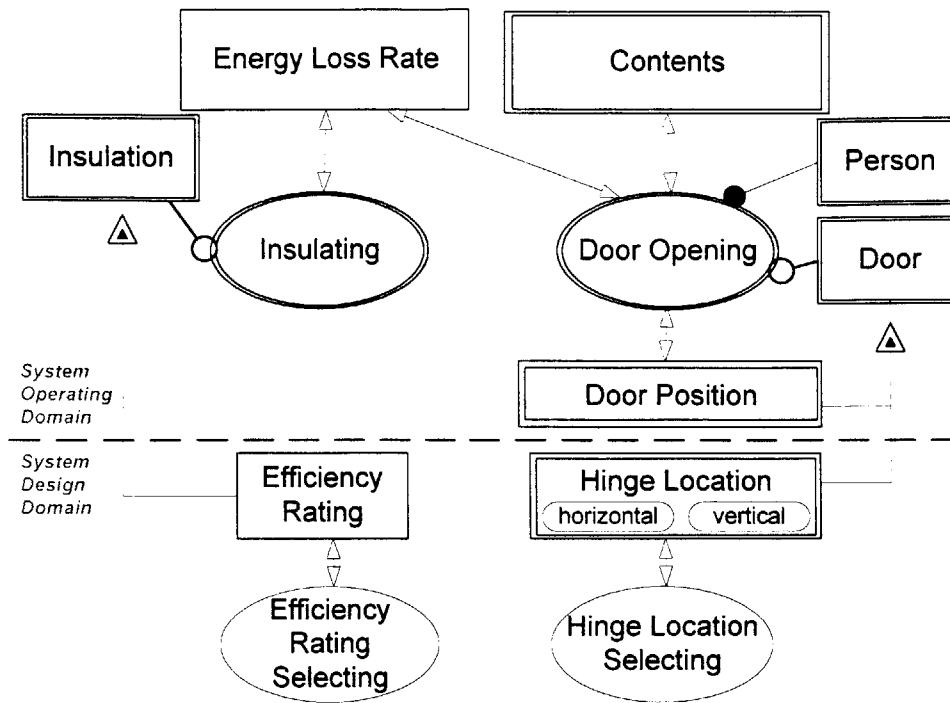 Energy Loss Rate
Contents
Insulation
Person
Insulating
Door Opening
Door
System
Operating
Domain
Door Position
System
Design
Domain
Efficiency
Rating
Hinge Location
horizontal
vertical
Efficiency
Rating
Selecting
Hinge Location
Selecting